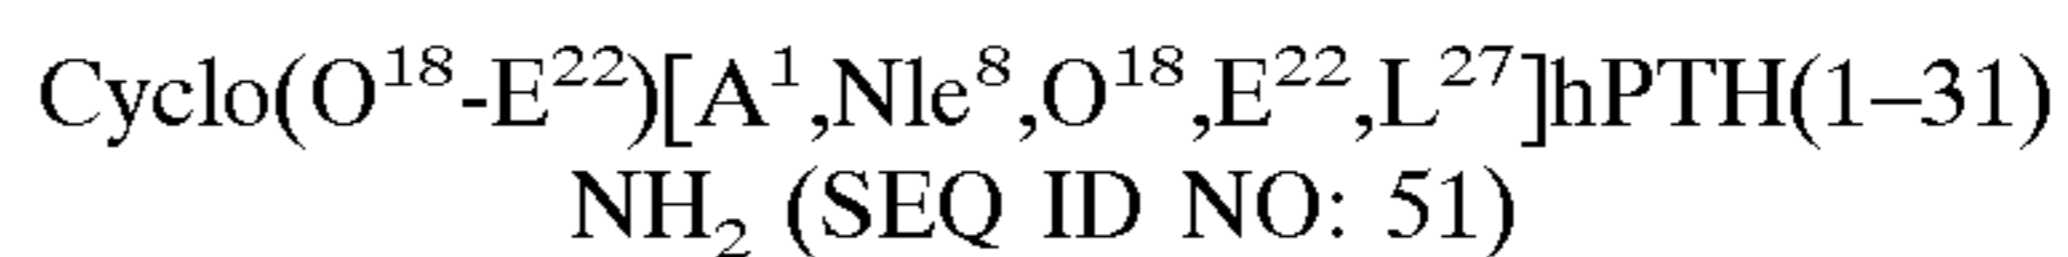 Cyclo(O¹⁸-E²²)[A¹,Nle⁸,O¹⁸,E²²,L²⁷]hPTH(1–31)
NH₂ (SEQ ID NO: 51)